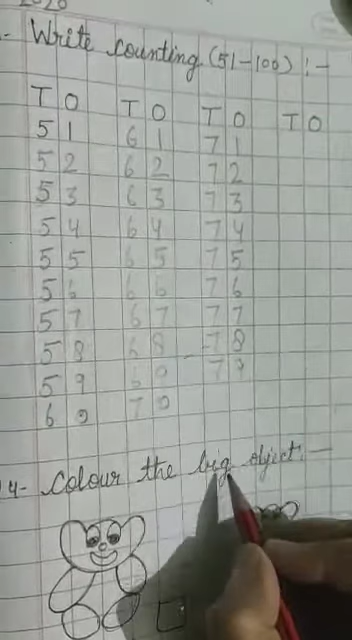 - Write counting (51-100) :-
T O T O T O T O
5 1 6 1 7 1
5 2 6 2 7 2
5 3 6 3 7 3
5 4 6 4 7 4
5 5 6 5 7 5
5 6 6 6 7 6
5 7 6 7 7 7
5 8 6 8 7 8
5 9 6 9 7 9
6 0 7 0
4- Colour the big object:-